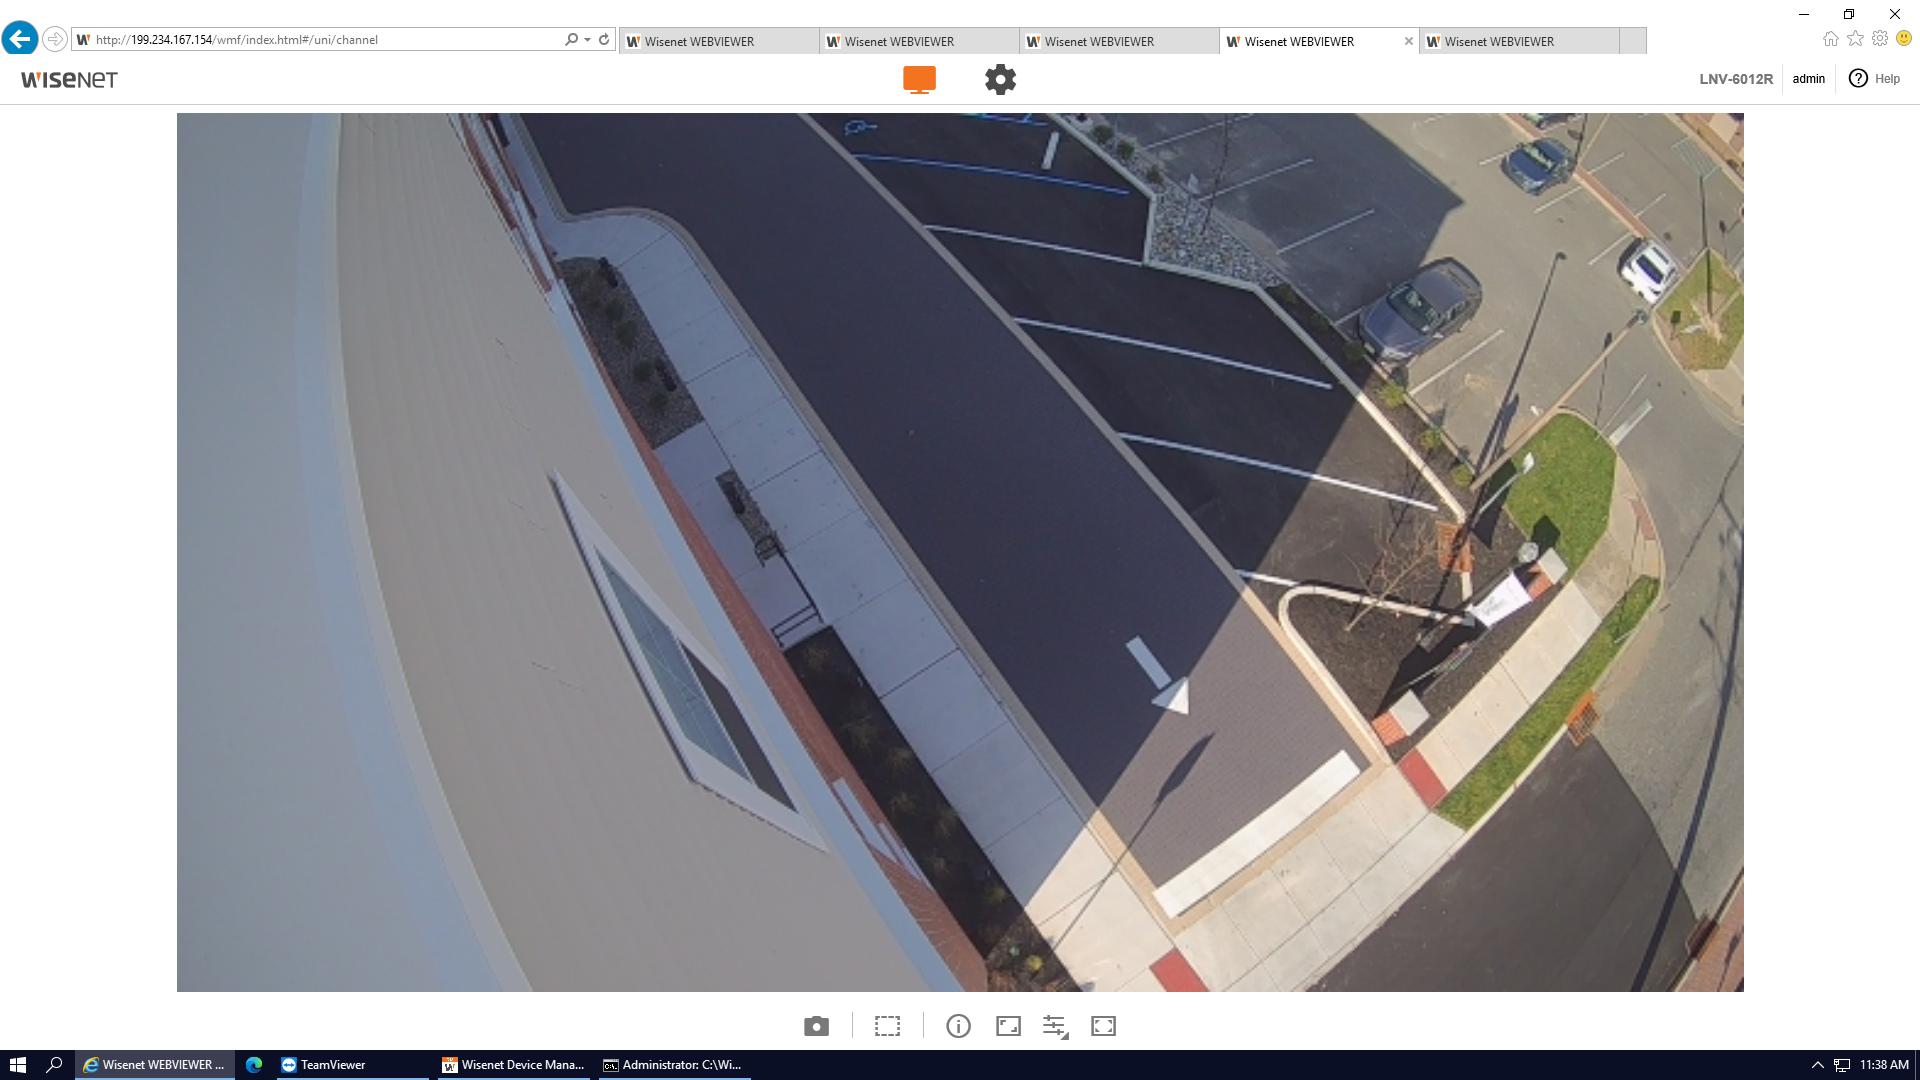 http://199.234.167.154/wmf/index.html#/uni/channel
Wisenet WEBVIEWER
Wisenet WEBVIEWER
Wisenet WEBVIEWER
Wisenet WEBVIEWER
Wisenet WEBVIEWER
WISENET
LNV-6012R
admin
Help
Wisenet WEBVIEWER ...
TeamViewer
Wisenet Device Mana...
Administrator: C:\Wi...
11:38 AM